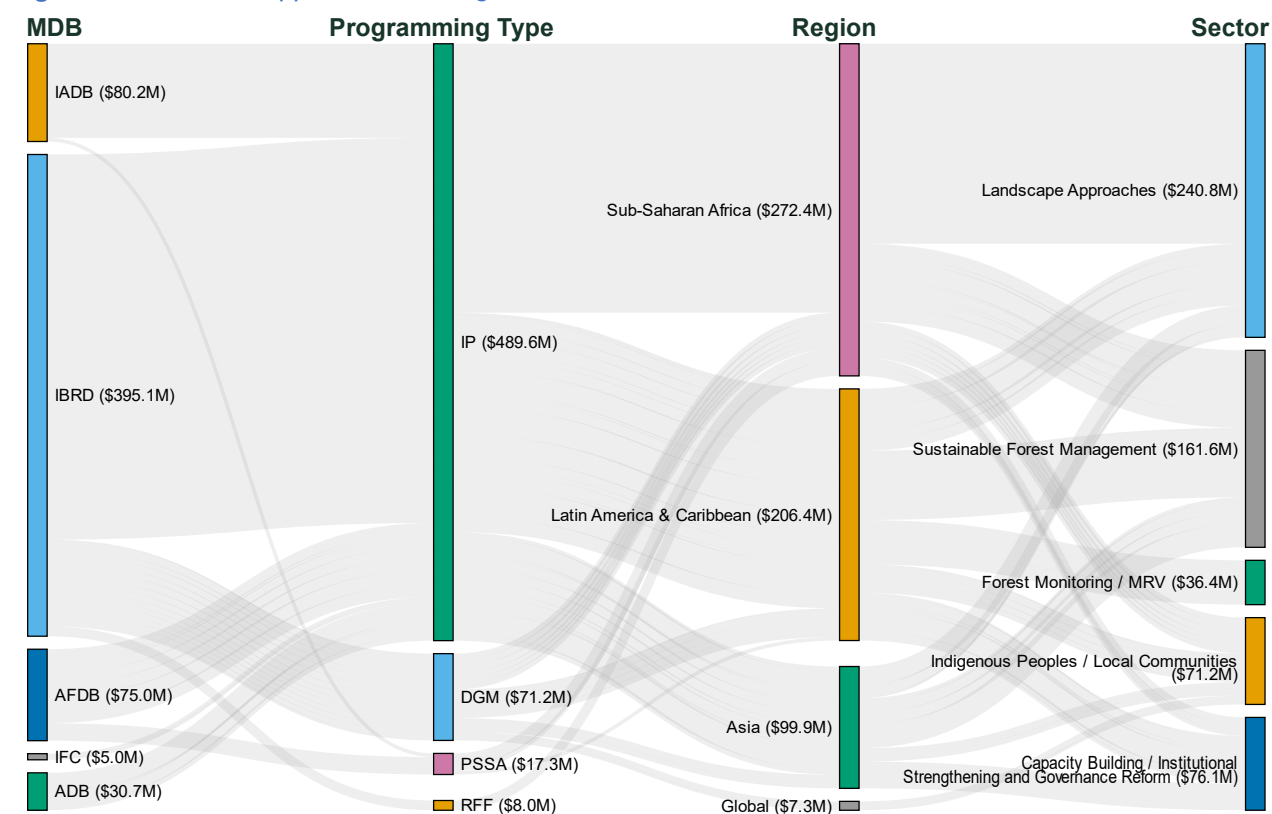 MDB
Programming Type
Region
Sector
IADB ($80.2M)
IBRD ($395.1M)
AFDB ($75.0M)
IFC ($5.0M)
ADB ($30.7M)
IP ($489.6M)
DGM ($71.2M)
PSSA ($17.3M)
RFF ($8.0M)
Sub-Saharan Africa ($272.4M)
Latin America & Caribbean ($206.4M)
Asia ($99.9M)
Global ($7.3M)
Landscape Approaches ($240.8M)
Sustainable Forest Management ($161.6M)
Forest Monitoring / MRV ($36.4M)
Indigenous Peoples / Local Communities
($71.2M)
Capacity Building / Institutional
Strengthening and Governance Reform ($76.1M)